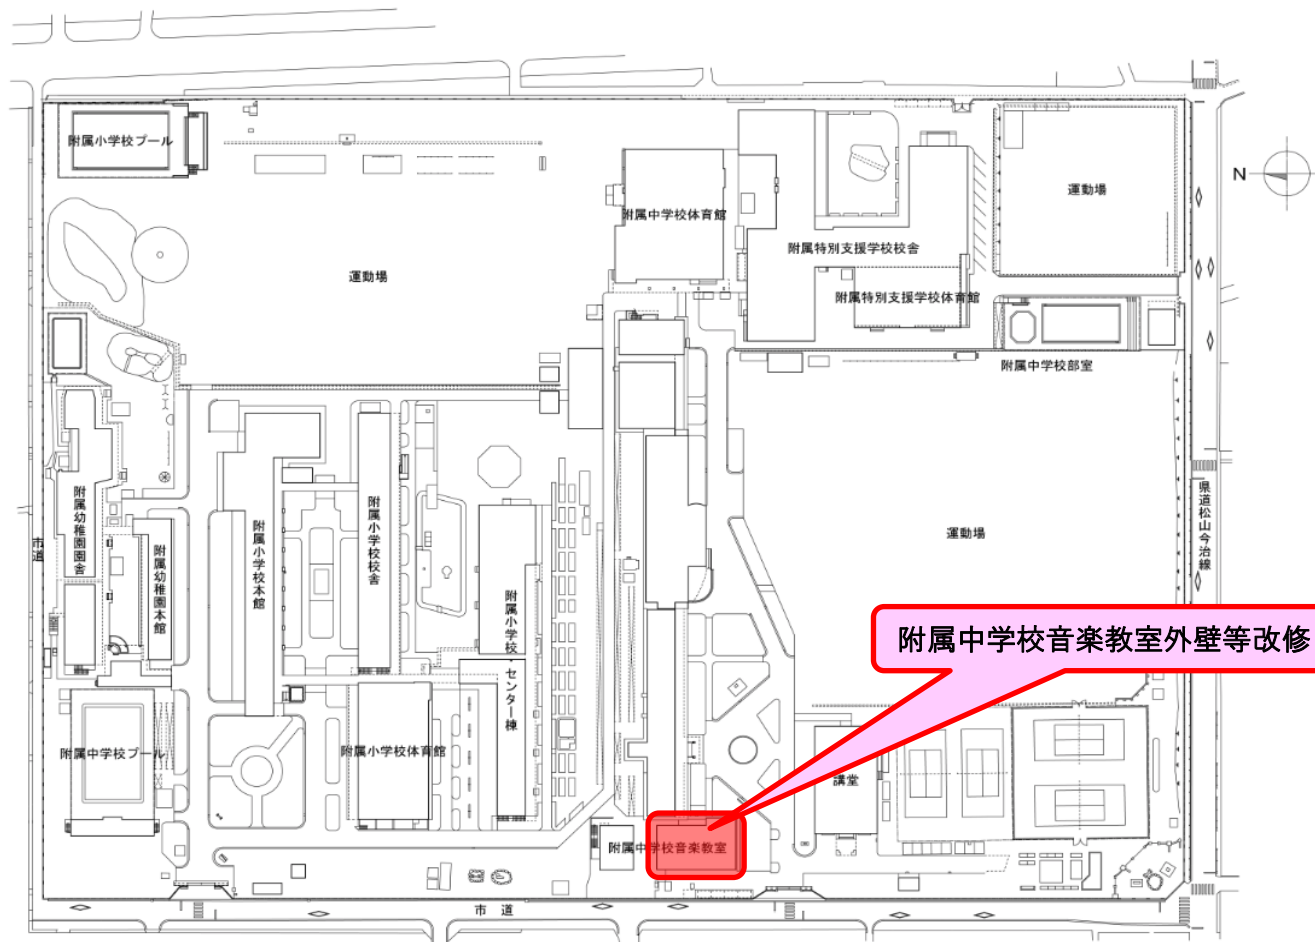 附属小学校プール
運動場
附属中学校体育館
附属特別支援学校校舎
附属特別支援学校体育館
運動場
N
附属中学校部室
附属幼稚園園舎
附属幼稚園本館
附属小学校本館
附属小学校校舎
附属小学校・センター棟
運動場
県道松山今治線
市道
附属中学校音楽教室外壁等改修
附属中学校プール
附属小学校体育館
講堂
附属中学校音楽教室
市道